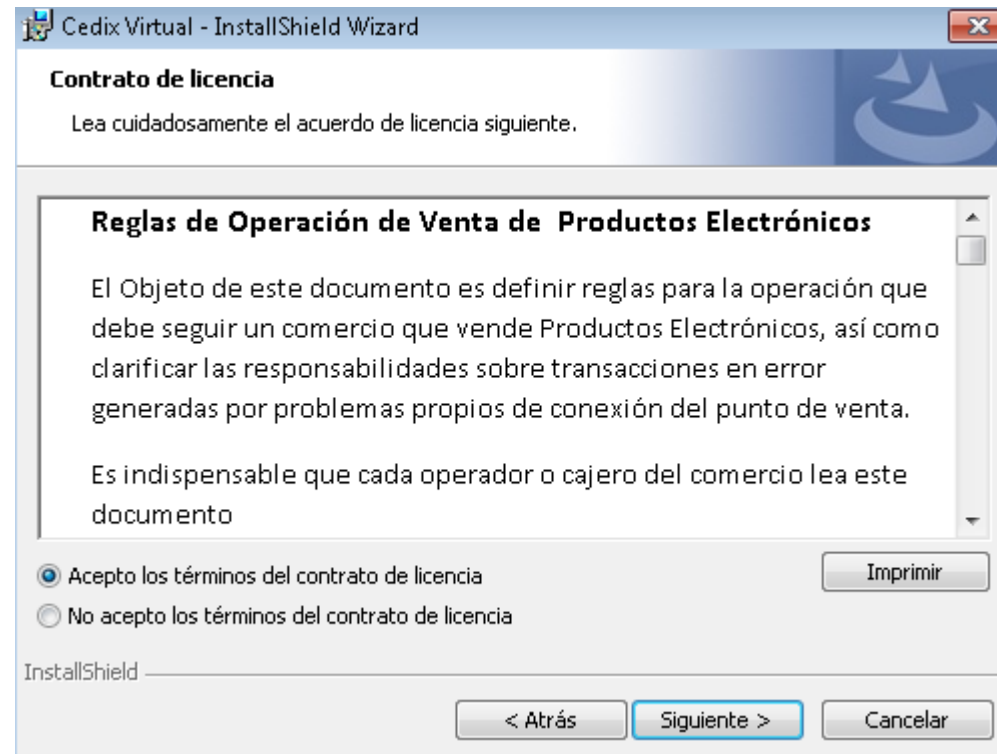 Cedix Virtual - InstallShield Wizard
Contrato de licencia
Lea cuidadosamente el acuerdo de licencia siguiente.
Reglas de Operación de Venta de Productos Electrónicos
El Objeto de este documento es definir reglas para la operación que
debe seguir un comercio que vende Productos Electrónicos, así como
clarificar las responsabilidades sobre transacciones en error
generadas por problemas propios de conexión del punto de venta.
Es indispensable que cada operador o cajero del comercio lea este
documento
Acepto los términos del contrato de licencia
Imprimir
No acepto los términos del contrato de licencia
InstallShield
< Atrás
Siguiente >
Cancelar